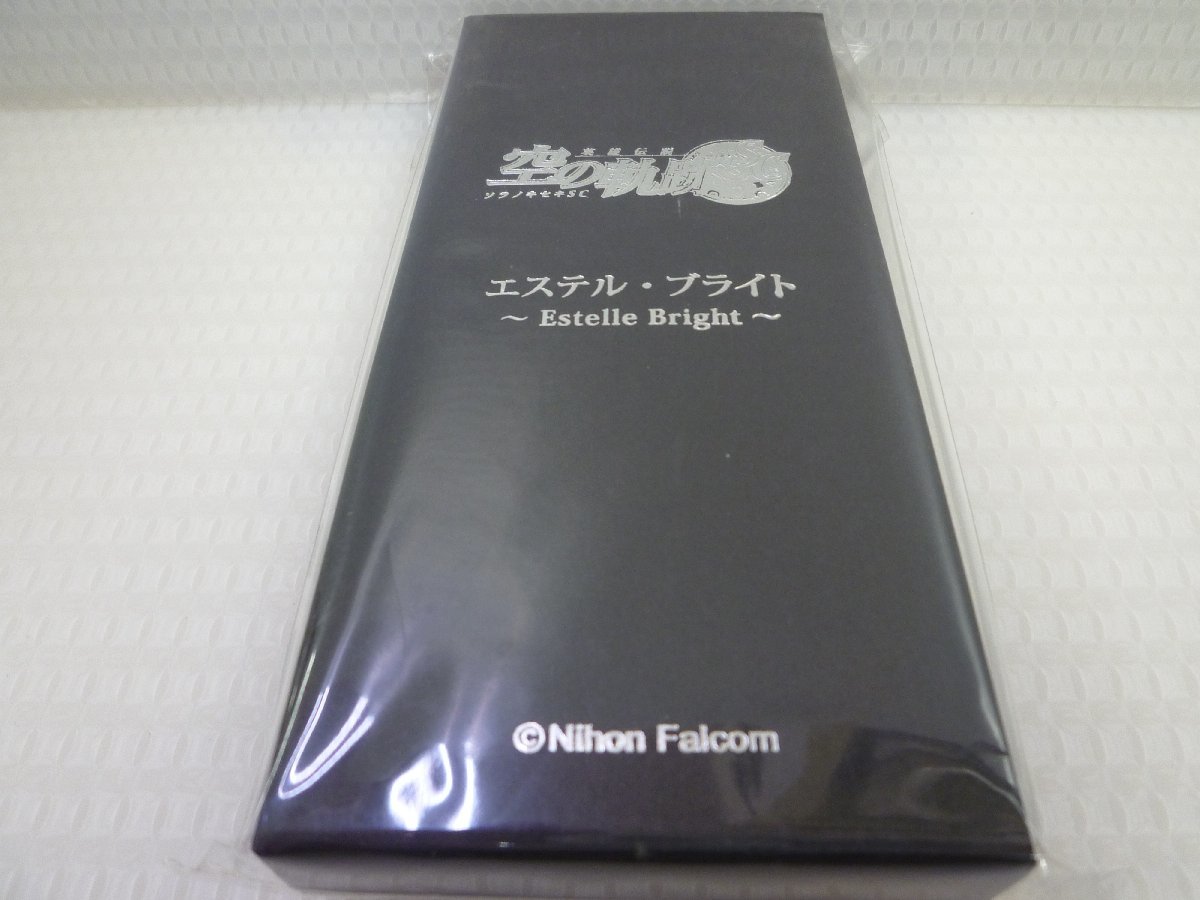 英雄伝説
空の軌跡
ソラノキセキSC
エステル・ブライト
～ Estelle Bright ～
©Nihon Falcom